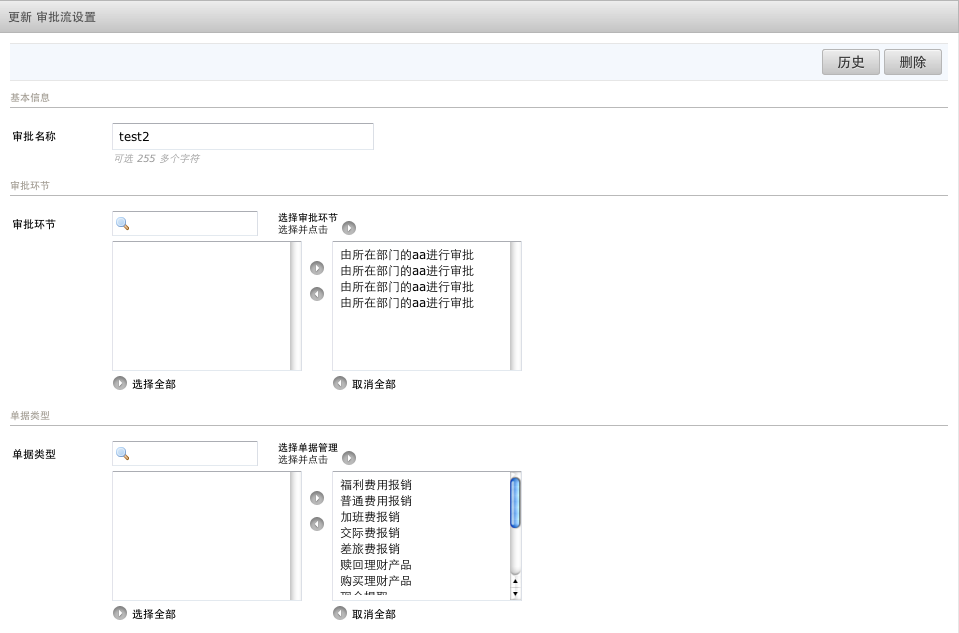 更新 审批流设置
历史 删除
基本信息
审批名称 test2
可选 255 多个字符
审批环节
审批环节 选择审批环节
选择并点击
由所在部门的aa进行审批
由所在部门的aa进行审批
由所在部门的aa进行审批
由所在部门的aa进行审批
选择全部 取消全部
单据类型
单据类型 选择单据管理
选择并点击
福利费用报销
普通费用报销
加班费报销
交际费报销
差旅费报销
赎回理财产品
购买理财产品
选择全部 取消全部